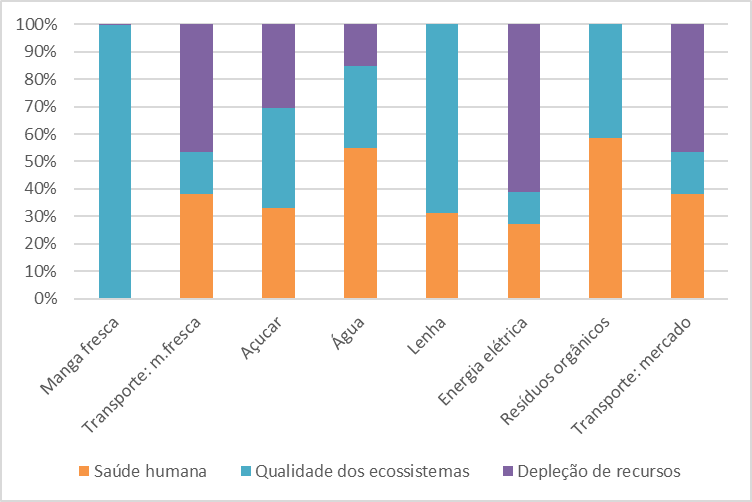 100%
90%
80%
70%
60%
50%
40%
30%
20%
10%
0%
Manga fresca
Transporte: m.fresca
Açucar
Água
Lenha
Energia elétrica
Resíduos orgânicos
Transporte: mercado
Saúde humana
Qualidade dos ecossistemas
Depleção de recursos